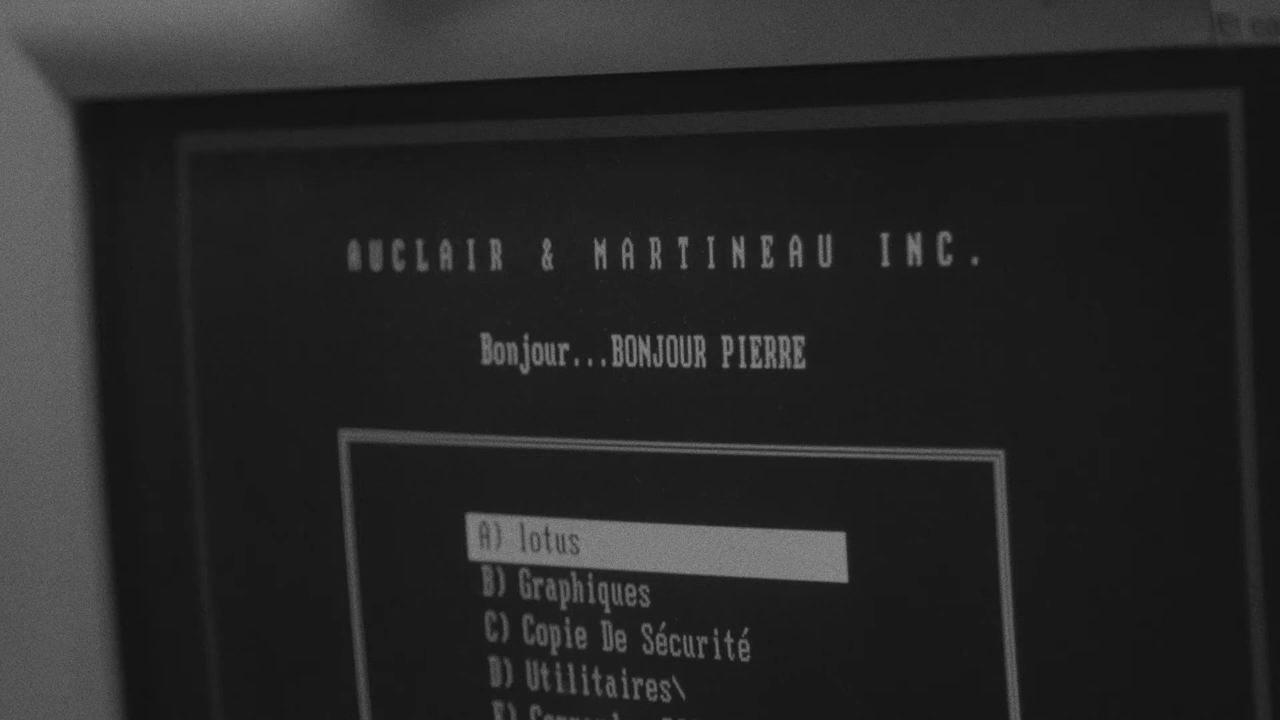 AUCLAIR & MARTINEAU INC.
Bonjour...BONJOUR PIERRE
A) lotus
B) Graphiques
C) Copie De Sécurité
D) Utilitaires\